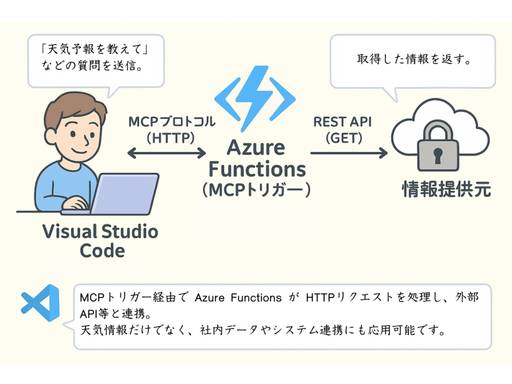 「天気予報を教えて」
などの質問を送信。
取得した情報を返す。
MCPプロトコル
(HTTP)
REST API
(GET)
Azure
Functions
(MCPトリガー)
情報提供元
Visual Studio
Code
MCPトリガー経由で Azure Functions が HTTPリクエストを処理し、外部
API等と連携。
天気情報だけでなく、社内データやシステム連携にも応用可能です。